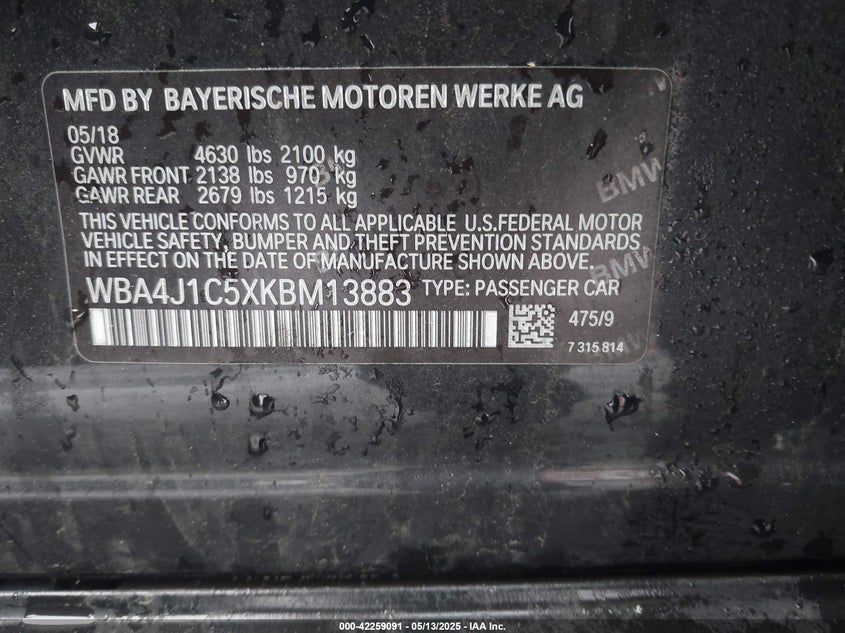 MFD BY BAYERISCHE MOTOREN WERKE AG
05/18
GVWR 4630 lbs 2100 kg
GAWR FRONT 2138 lbs 970 kg
GAWR REAR 2679 lbs 1215 kg
THIS VEHICLE CONFORMS TO ALL APPLICABLE U.S.FEDERAL MOTOR
VEHICLE SAFETY, BUMPER AND THEFT PREVENTION STANDARDS
IN EFFECT ON THE DATE OF MANUFACTURE SHOWN ABOVE.
WBA4J1C5XKBM13883 TYPE: PASSENGER CAR
475/9
7 315 814
BMW
BMW
000-42259091 - 05/13/2025 - IAA Inc.